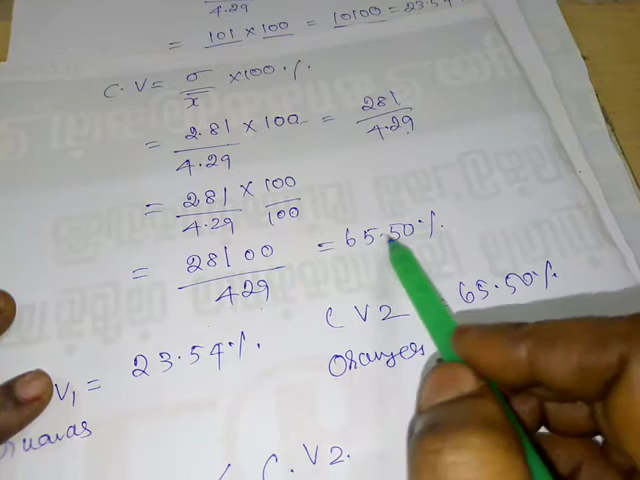 4.29
= 101 × 100 = 10100 = 23.54
C.V = σ/x̅ × 100 %.
= 2.81/4.29 × 100 = 281/4.29
= 281/4.29 × 100/100
= 28100/429 = 65.50 %.
V₁ = 23.54 %. CV2 = 65.50 %.
Oranges
C.V2.